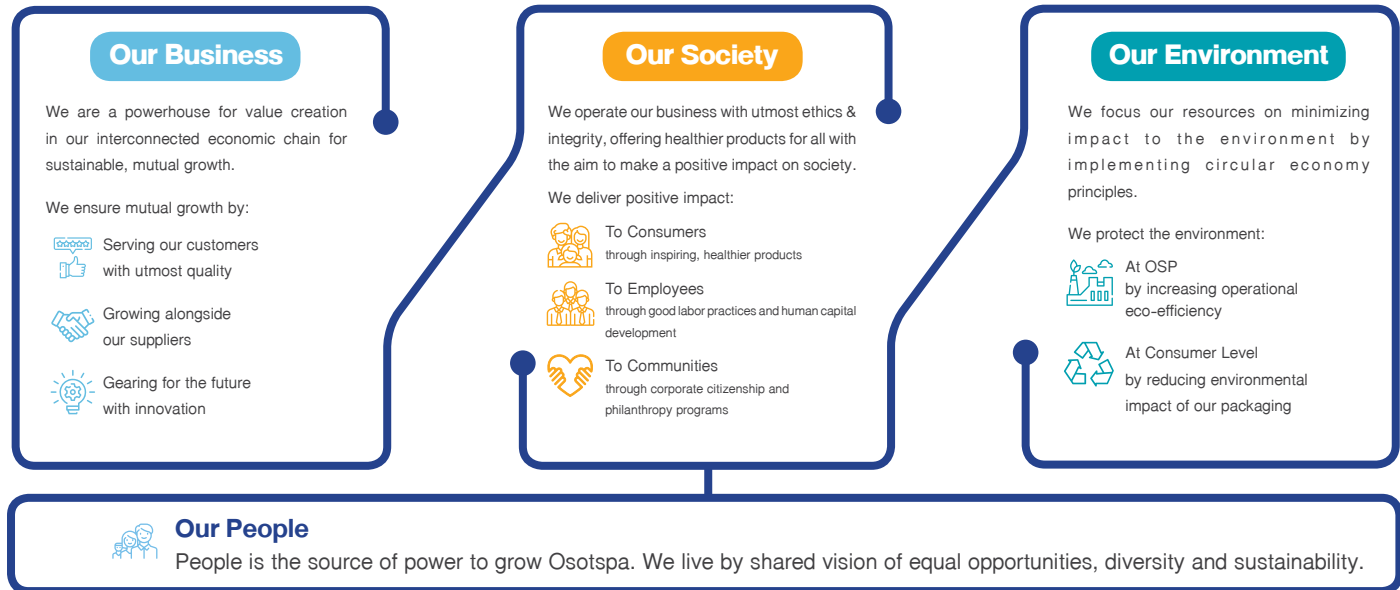 Our Business
We are a powerhouse for value creation
in our interconnected economic chain for
sustainable, mutual growth.
We ensure mutual growth by:
Serving our customers
with utmost quality
Growing alongside
our suppliers
Gearing for the future
with innovation
Our Society
We operate our business with utmost ethics &
integrity, offering healthier products for all with
the aim to make a positive impact on society.
We deliver positive impact:
To Consumers
through inspiring, healthier products
To Employees
through good labor practices and human capital
development
To Communities
through corporate citizenship and
philanthropy programs
Our Environment
We focus our resources on minimizing
impact to the environment by
implementing circular economy
principles.
We protect the environment:
At OSP
by increasing operational
eco-efficiency
At Consumer Level
by reducing environmental
impact of our packaging
Our People
People is the source of power to grow Osotspa. We live by shared vision of equal opportunities, diversity and sustainability.